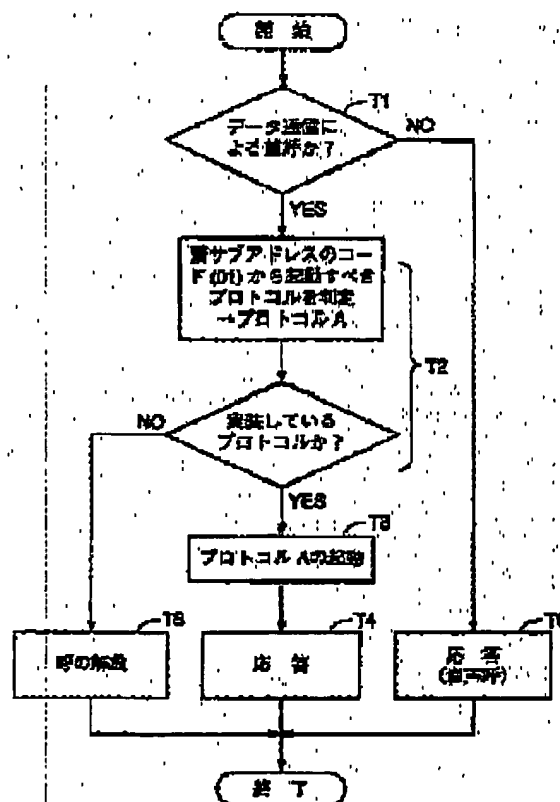 開 始
T1
データ通信に
よる着呼か?
NO
YES
着サブアドレスのコー
ド(01)から起動すべき
プロトコルを判定
→プロトコルA
T2
実装している
プロトコルか?
NO
YES
プロトコルAの起動
T4
呼の解放
応 答
応 答
(音声呼)
終 了